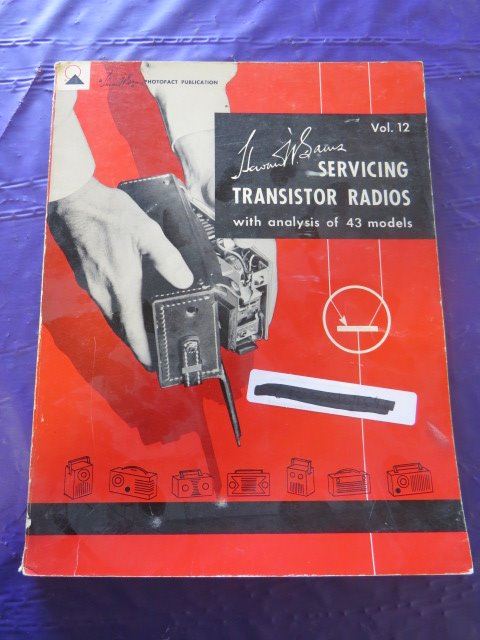 PHOTOFACT PUBLICATION
Vol. 12
Howard W. Sams
SERVICING
TRANSISTOR RADIOS
with analysis of 43 models